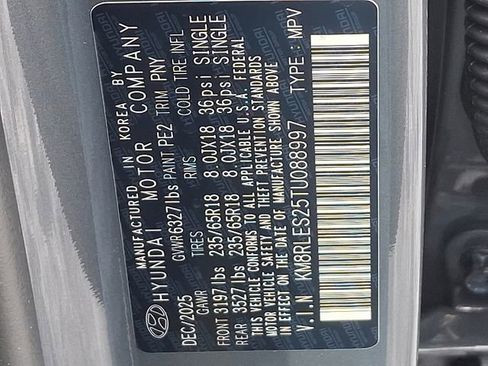 MANUFACTURED IN KOREA BY
HYUNDAI MOTOR COMPANY
DEC/2025 GVWR 6327 lbs PAINT PE2 TRIM PNY
GAWR TIRES RMS COLD TIRE INFL
FRONT 3197 lbs 235/65R18 8.0JX18 36psi SINGLE
REAR 3527 lbs 235/65R18 8.0JX18 36psi SINGLE
THIS VEHICLE CONFORMS TO ALL APPLICABLE U.S.A. FEDERAL
MOTOR VEHICLE SAFETY AND THEFT PREVENTION STANDARDS
IN EFFECT ON THE DATE OF MANUFACTURE SHOWN ABOVE
V.I.N KM8RLES25TU088997 TYPE: MPV